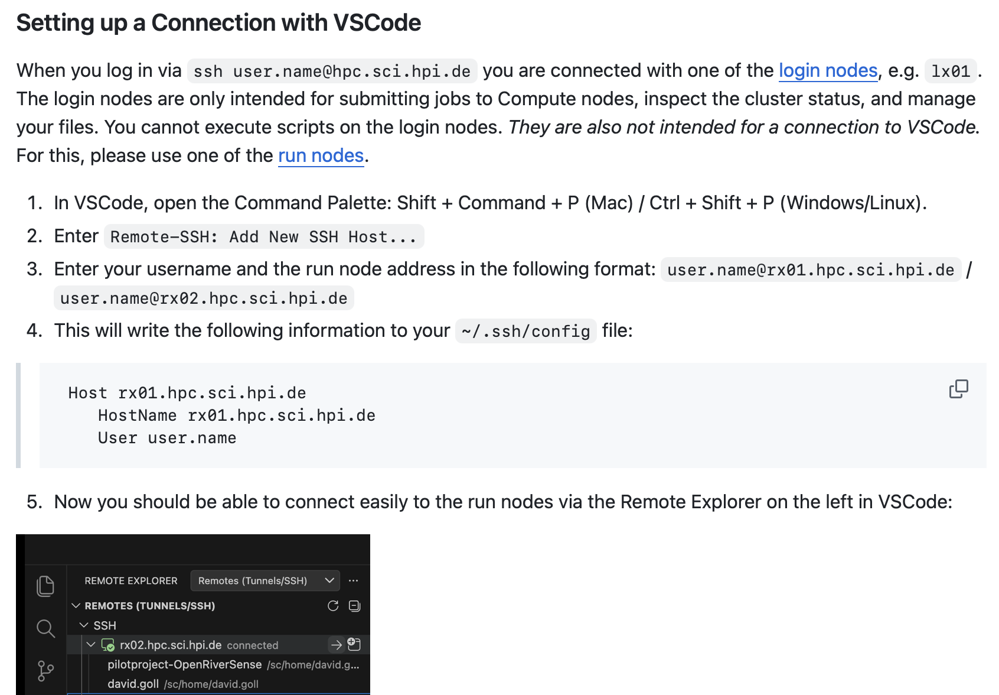 Setting up a Connection with VSCode
When you log in via ssh user.name@hpc.sci.hpi.de you are connected with one of the login nodes, e.g. lx01 .
The login nodes are only intended for submitting jobs to Compute nodes, inspect the cluster status, and manage
your files. You cannot execute scripts on the login nodes. They are also not intended for a connection to VSCode.
For this, please use one of the run nodes.
1. In VSCode, open the Command Palette: Shift + Command + P (Mac) / Ctrl + Shift + P (Windows/Linux).
2. Enter Remote-SSH: Add New SSH Host...
3. Enter your username and the run node address in the following format: user.name@rx01.hpc.sci.hpi.de /
user.name@rx02.hpc.sci.hpi.de
4. This will write the following information to your ~/.ssh/config file:
Host rx01.hpc.sci.hpi.de
HostName rx01.hpc.sci.hpi.de
User user.name
5. Now you should be able to connect easily to the run nodes via the Remote Explorer on the left in VSCode:
REMOTE EXPLORER Remotes (Tunnels/SSH) ...
REMOTES (TUNNELS/SSH)
SSH
rx02.hpc.sci.hpi.de connected
pilotproject-OpenRiverSense /sc/home/david.g...
david.goll /sc/home/david.goll